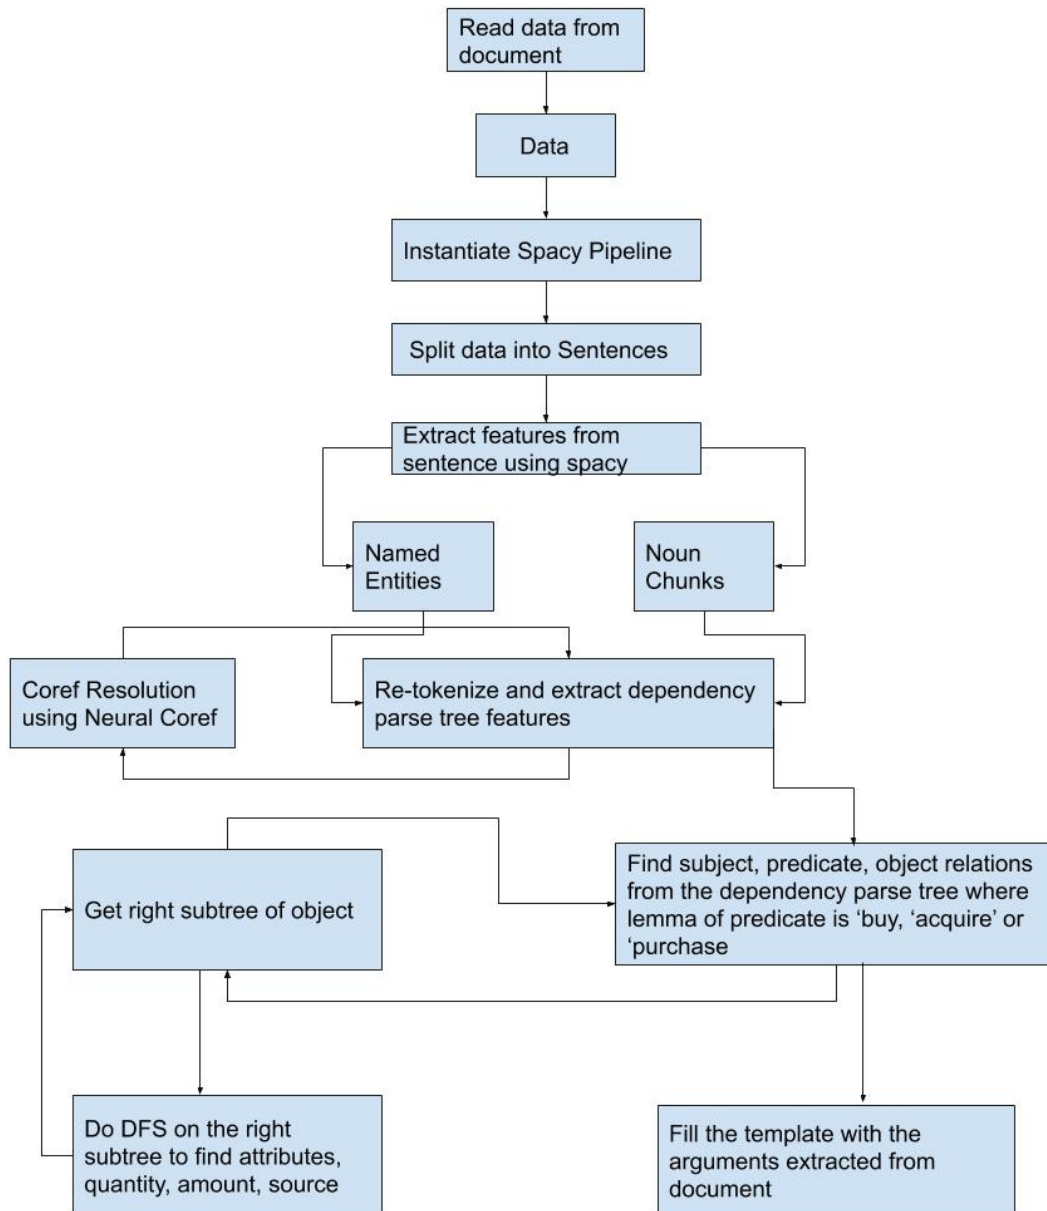 Read data from
document
Data
Instantiate Spacy Pipeline
Split data into Sentences
Extract features from
sentence using spacy
Named
Entities
Noun
Chunks
Coref Resolution
using Neural Coref
Re-tokenize and extract dependency
parse tree features
Get right subtree of object
Find subject, predicate, object relations
from the dependency parse tree where
lemma of predicate is ‘buy, ‘acquire’ or
‘purchase
Do DFS on the right
subtree to find attributes,
quantity, amount, source
Fill the template with the
arguments extracted from
document